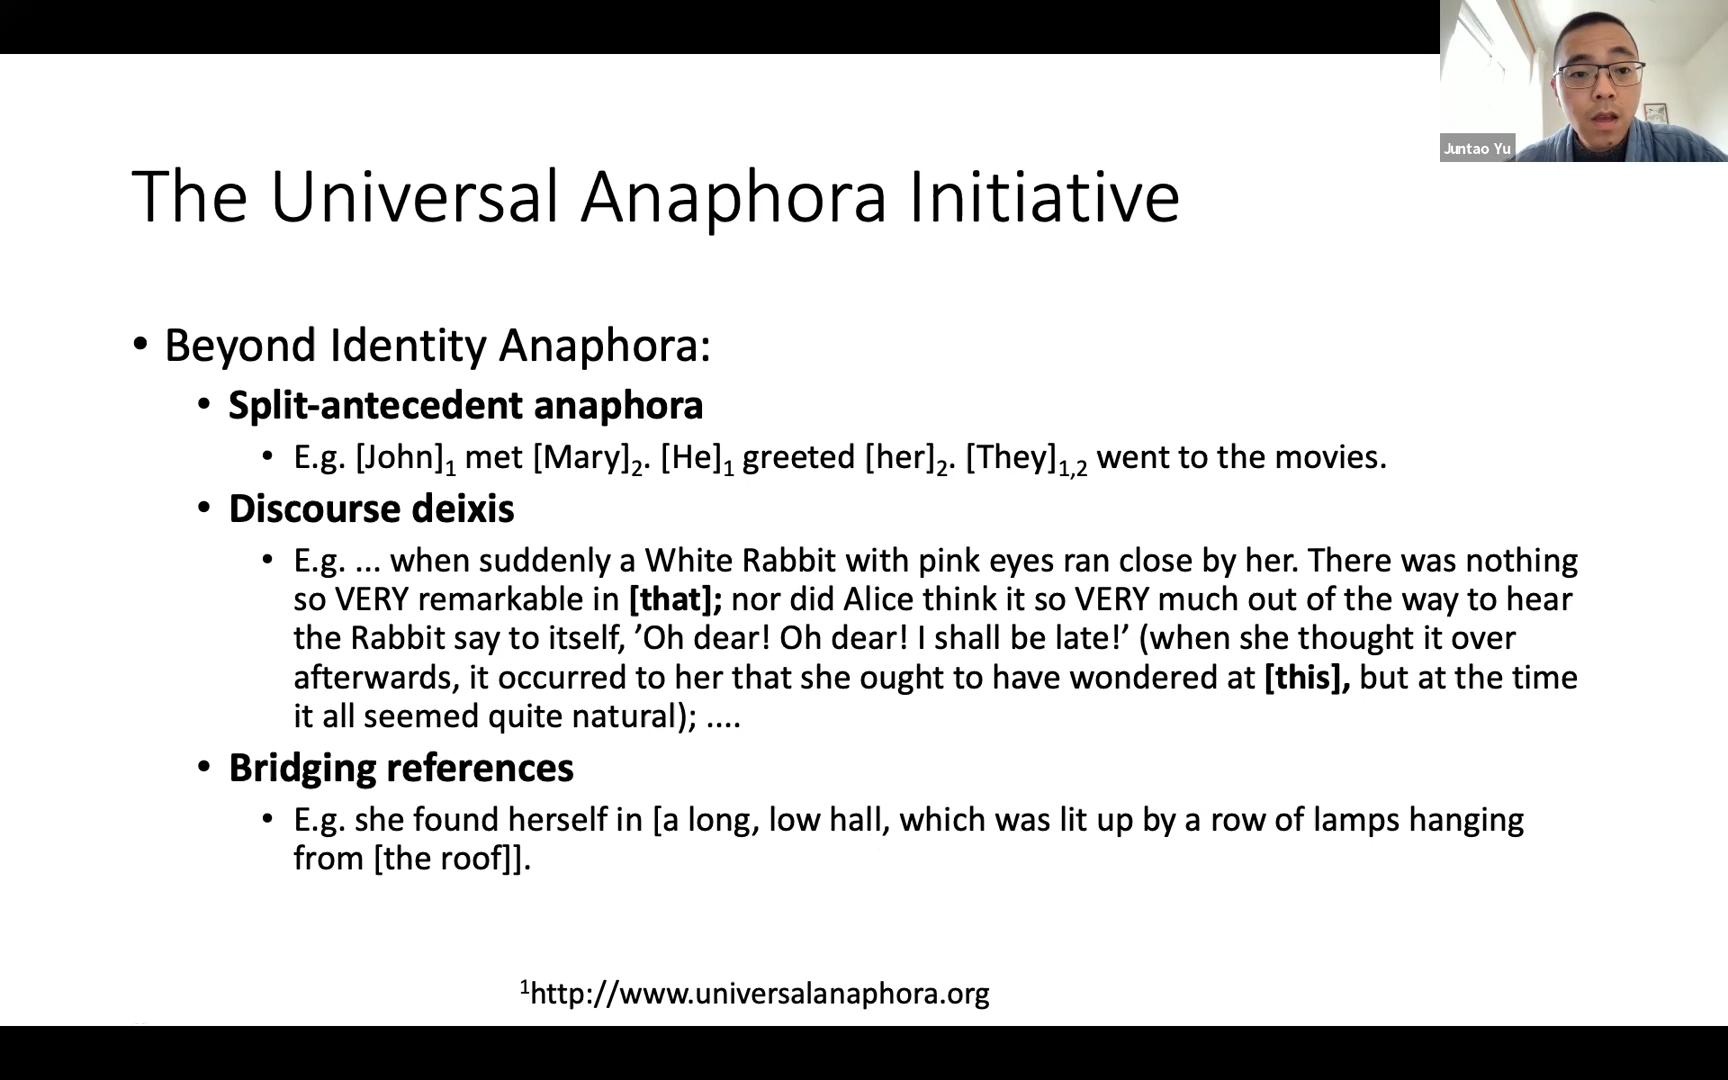 Juntao Yu
The Universal Anaphora Initiative
• Beyond Identity Anaphora:
• Split-antecedent anaphora
• E.g. [John]1 met [Mary]2. [He]1 greeted [her]2. [They]1,2 went to the movies.
• Discourse deixis
• E.g. ... when suddenly a White Rabbit with pink eyes ran close by her. There was nothing
so VERY remarkable in [that]; nor did Alice think it so VERY much out of the way to hear
the Rabbit say to itself, ’Oh dear! Oh dear! I shall be late!’ (when she thought it over
afterwards, it occurred to her that she ought to have wondered at [this], but at the time
it all seemed quite natural); ....
• Bridging references
• E.g. she found herself in [a long, low hall, which was lit up by a row of lamps hanging
from [the roof]].
1http://www.universalanaphora.org